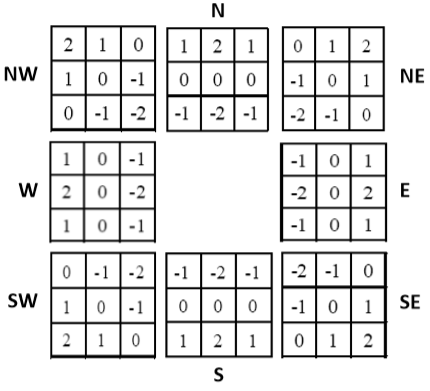 N
2 1 0 1 2 1 0 1 2
NW 1 0 -1 0 0 0 -1 0 1 NE
0 -1 -2 -1 -2 -1 -2 -1 0
1 0 -1 -1 0 1
W 2 0 -2 -2 0 2 E
1 0 -1 -1 0 1
0 -1 -2 -1 -2 -1 -2 -1 0
SW 1 0 -1 0 0 0 -1 0 1 SE
2 1 0 1 2 1 0 1 2
S